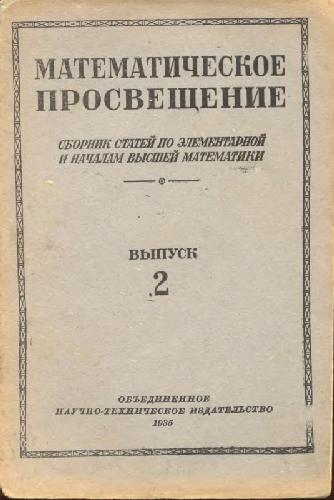 МАТЕМАТИЧЕСКОЕ
ПРОСВЕЩЕНИЕ
СБОРНИК СТАТЕЙ ПО ЭЛЕМЕНТАРНОЙ
И НАЧАЛАМ ВЫСШЕЙ МАТЕМАТИКИ
ВЫПУСК
2
ОБЪЕДИНЕННОЕ
НАУЧНО-ТЕХНИЧЕСКОЕ ИЗДАТЕЛЬСТВО
1935